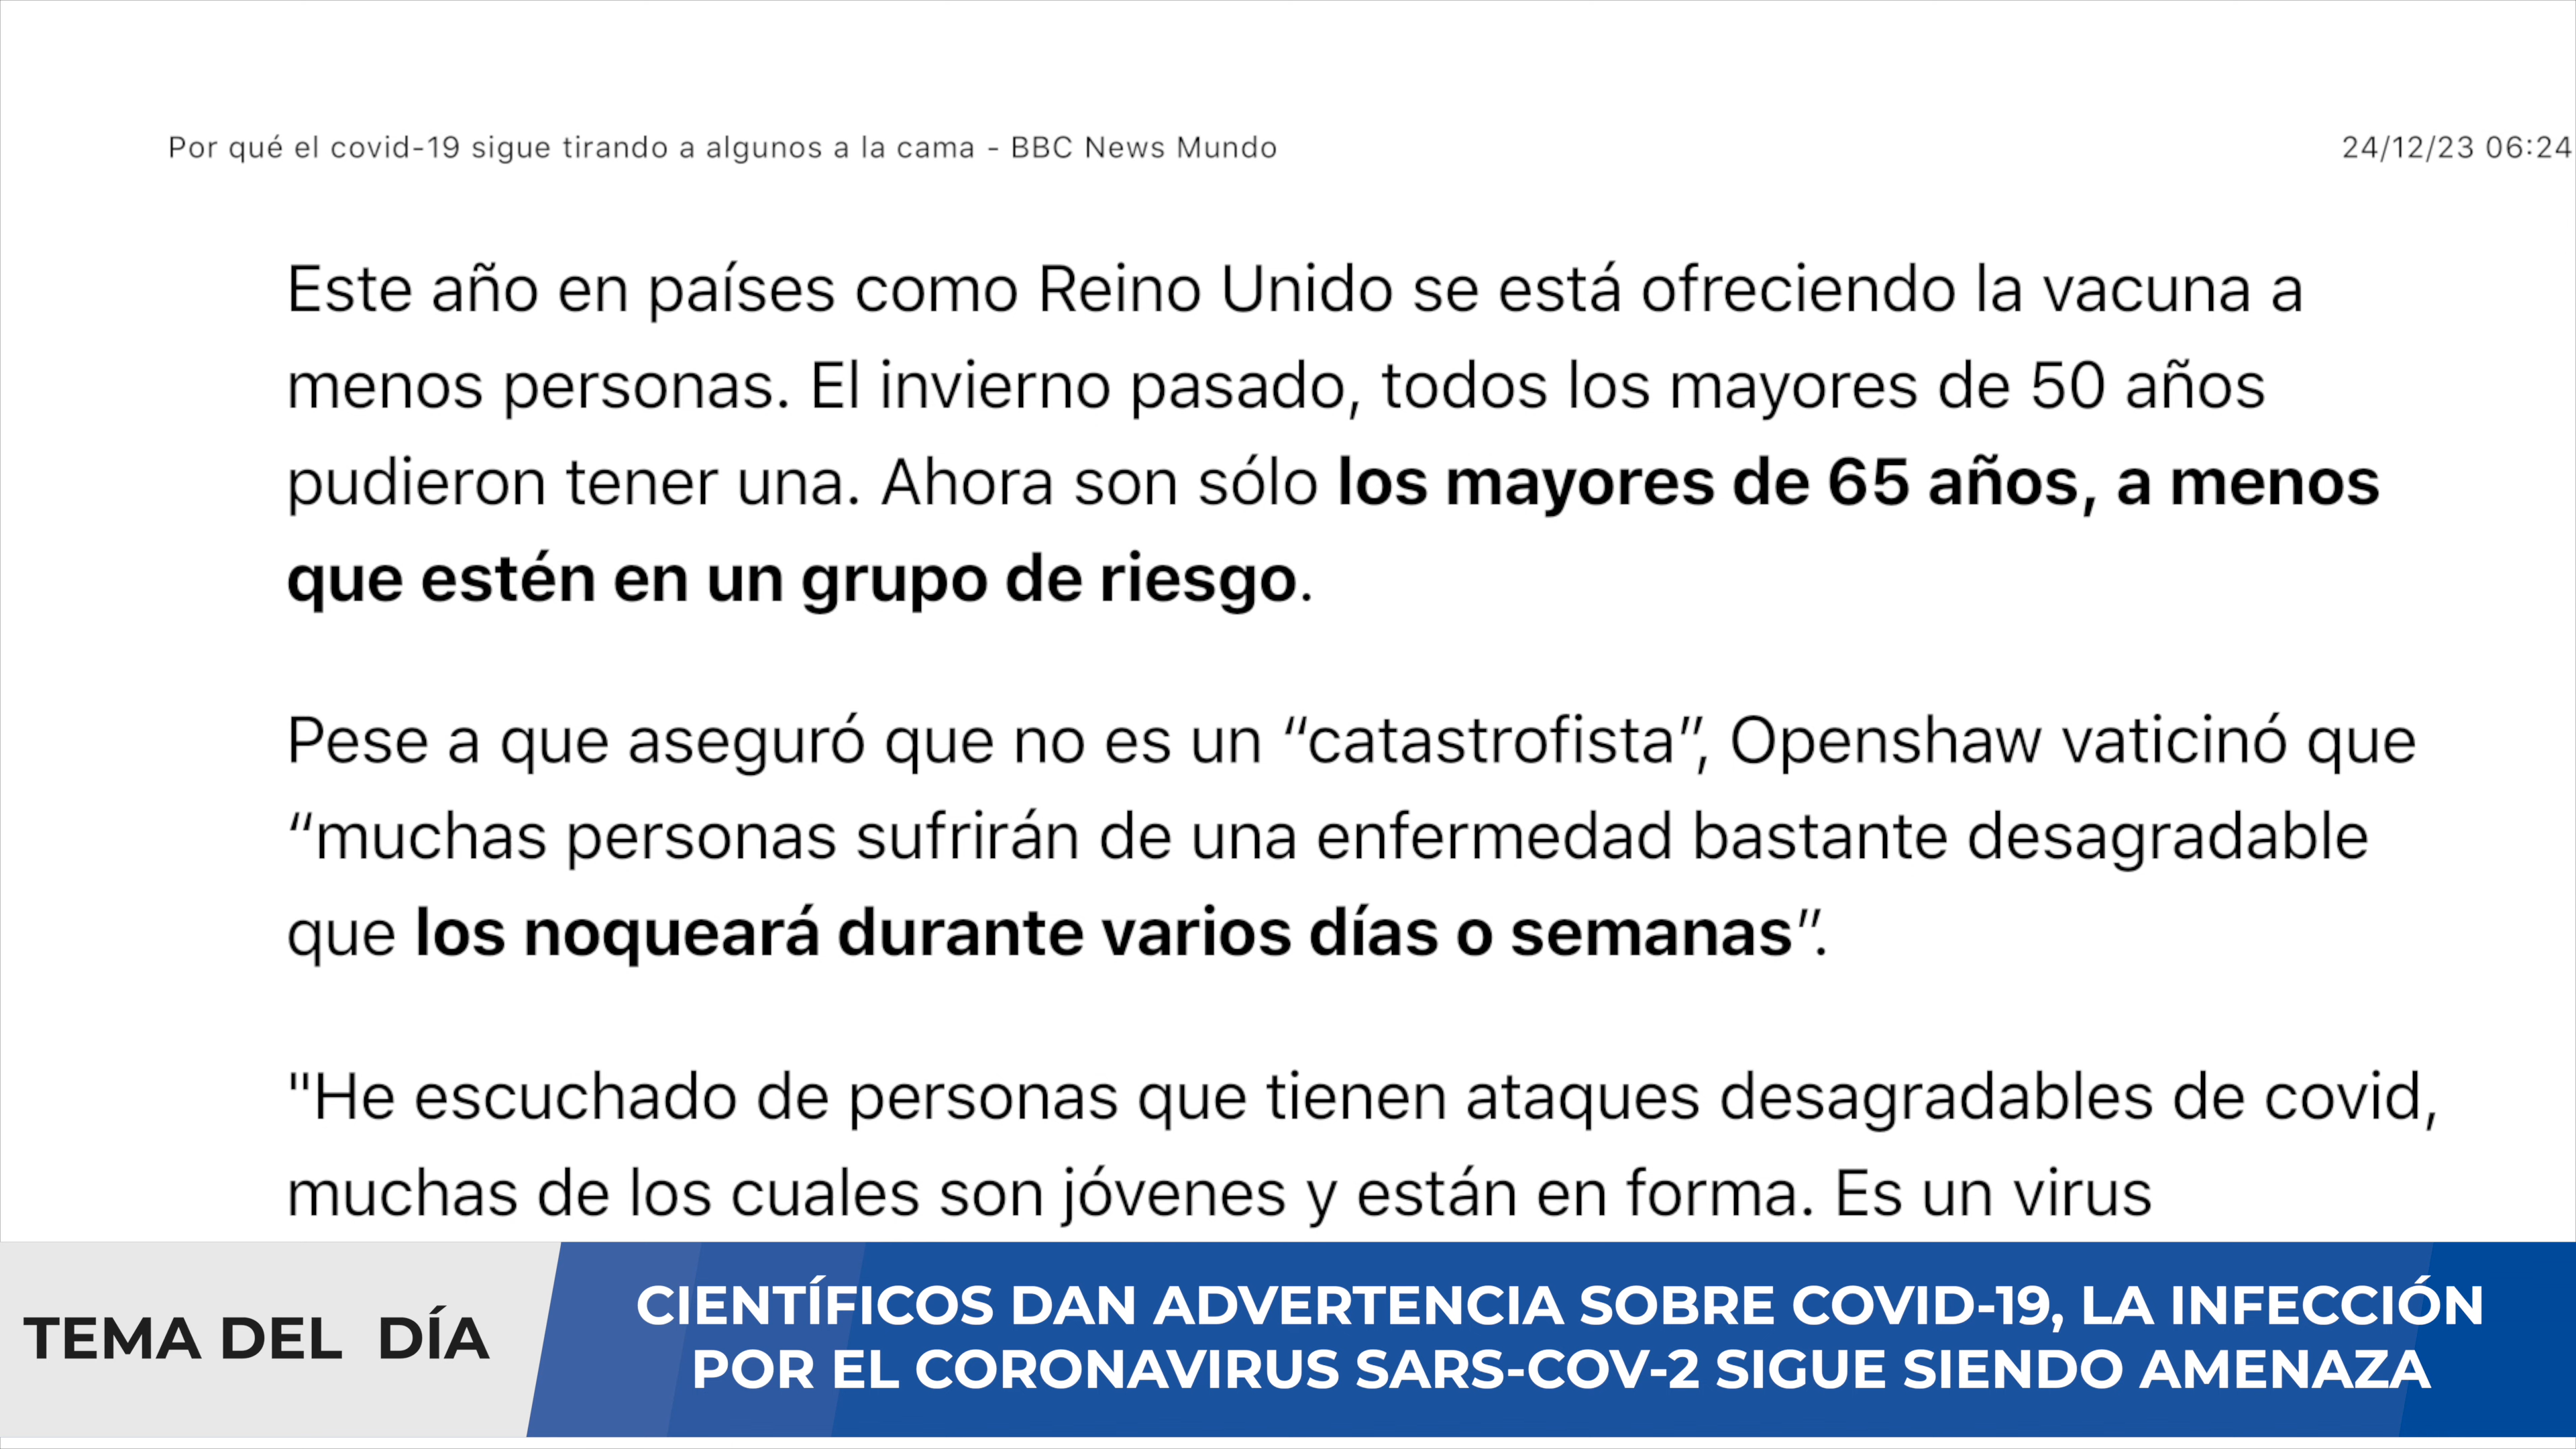 Por qué el covid-19 sigue tirando a algunos a la cama - BBC News Mundo
24/12/23 06:24
Este año en países como Reino Unido se está ofreciendo la vacuna a
menos personas. El invierno pasado, todos los mayores de 50 años
pudieron tener una. Ahora son sólo los mayores de 65 años, a menos
que estén en un grupo de riesgo.
Pese a que aseguró que no es un “catastrofista”, Openshaw vaticinó que
“muchas personas sufrirán de una enfermedad bastante desagradable
que los noqueará durante varios días o semanas”.
"He escuchado de personas que tienen ataques desagradables de covid,
muchas de los cuales son jóvenes y están en forma. Es un virus
TEMA DEL DÍA
CIENTÍFICOS DAN ADVERTENCIA SOBRE COVID-19, LA INFECCIÓN
POR EL CORONAVIRUS SARS-COV-2 SIGUE SIENDO AMENAZA